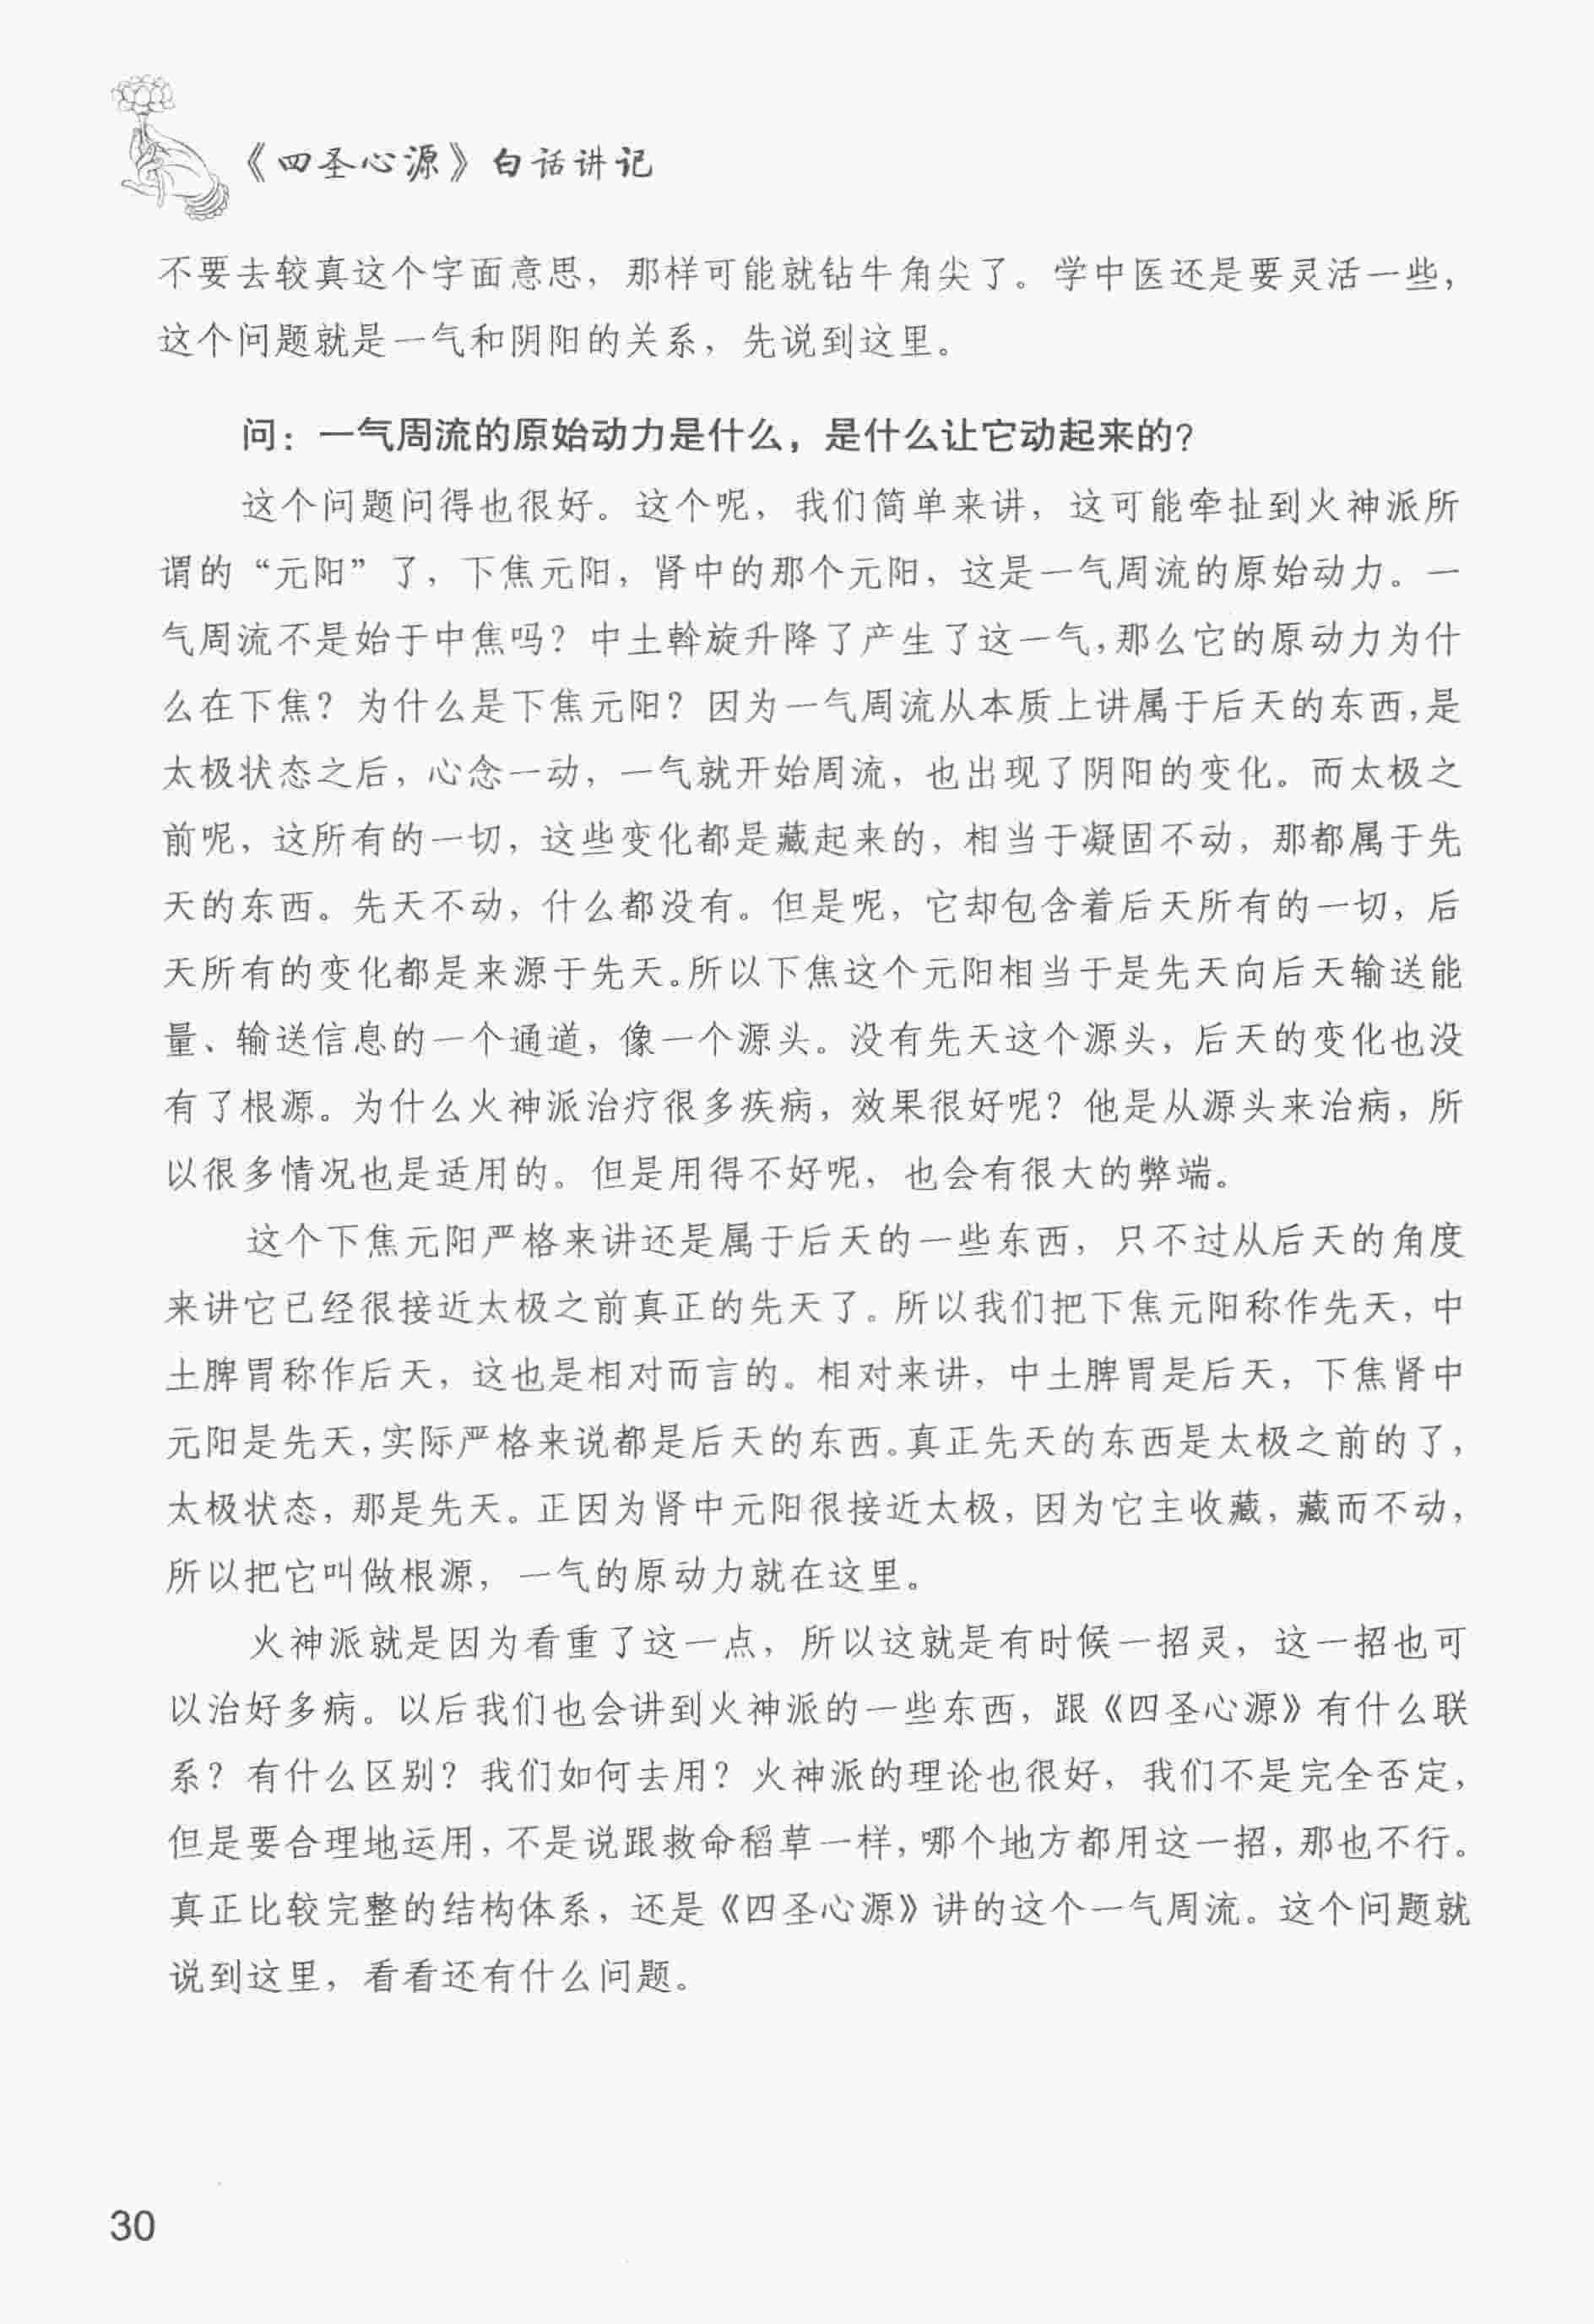 《四圣心源》白话讲记
不要去较真这个字面意思，那样可能就钻牛角尖了。学中医还是要灵活一些，
这个问题就是一气和阴阳的关系，先说到这里。
问：一气周流的原始动力是什么，是什么让它动起来的？
这个问题问得也很好。这个呢，我们简单来讲，这可能牵扯到火神派所
谓的“元阳”了，下焦元阳，肾中的那个元阳，这是一气周流的原始动力。一
气周流不是始于中焦吗？中土斡旋升降了产生了这一气，那么它的原动力为什
么在下焦？为什么是下焦元阳？因为一气周流从本质上讲属于后天的东西，是
太极状态之后，心念一动，一气就开始周流，也出现了阴阳的变化。而太极之
前呢，这所有的一切，这些变化都是藏起来的，相当于凝固不动，那都属于先
天的东西。先天不动，什么都没有。但是呢，它却包含着后天所有的一切，后
天所有的变化都是来源于先天。所以下焦这个元阳相当于是先天向后天输送能
量、输送信息的一个通道，像一个源头。没有先天这个源头，后天的变化也没
有了根源。为什么火神派治疗很多疾病，效果很好呢？他是从源头来治病，所
以很多情况也是适用的。但是用得不好呢，也会有很大的弊端。
这个下焦元阳严格来讲还是属于后天的一些东西，只不过从后天的角度
来讲它已经很接近太极之前真正的先天了。所以我们把下焦元阳称作先天，中
土脾胃称作后天，这也是相对而言的。相对来讲，中土脾胃是后天，下焦肾中
元阳是先天，实际严格来说都是后天的东西。真正先天的东西是太极之前的了，
太极状态，那是先天。正因为肾中元阳很接近太极，因为它主收藏，藏而不动，
所以把它叫做根源，一气的原动力就在这里。
火神派就是因为看重了这一点，所以这就是有时候一招灵，这一招也可
以治好多病。以后我们也会讲到火神派的一些东西，跟《四圣心源》有什么联
系？有什么区别？我们如何去用？火神派的理论也很好，我们不是完全否定，
但是要合理地运用，不是说跟救命稻草一样，哪个地方都用这一招，那也不行。
真正比较完整的结构体系，还是《四圣心源》讲的这个一气周流。这个问题就
说到这里，看看还有什么问题。
30